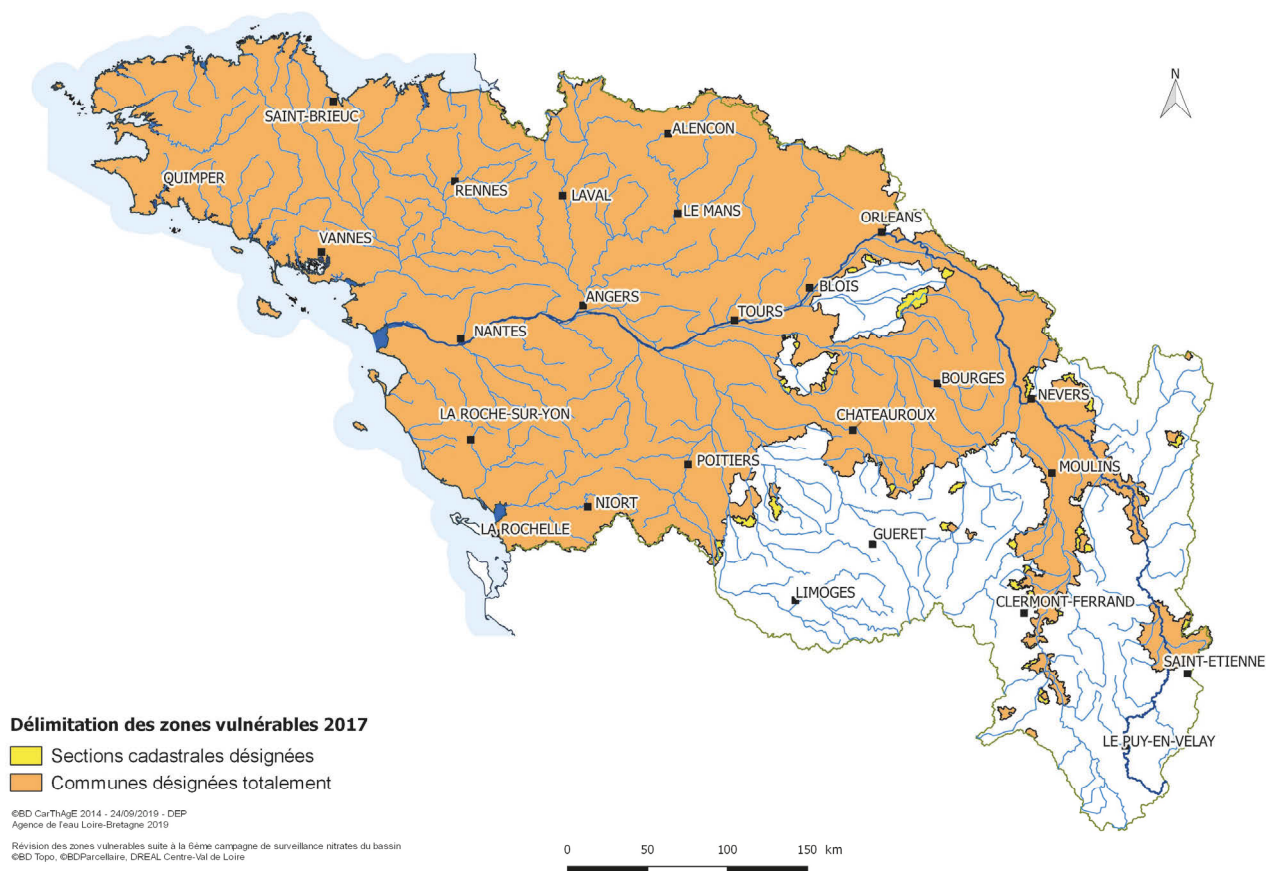 N
SAINT-BRIEUC
ALENCON
QUIMPER
RENNES
LAVAL
LE MANS
ORLEANS
VANNES
BLOIS
ANGERS
TOURS
NANTES
BOURGES
NEVERS
LA ROCHE-SUR-YON
CHATEAUROUX
POITIERS
MOULINS
NIORT
LA ROCHELLE
GUERET
LIMOGES
CLERMONT-FERRAND
SAINT-ETIENNE
LE PUY-EN-VELAY
Délimitation des zones vulnérables 2017
Sections cadastrales désignées
Communes désignées totalement
©BD CarThAgE 2014 - 24/09/2019 - DEP
Agence de l'eau Loire-Bretagne 2019
Révision des zones vulnerables suite à la 6éme campagne de surveillance nitrates du bassin
©BD Topo, ©BDParcellaire, DREAL Centre-Val de Loire
0 50 100 150 km